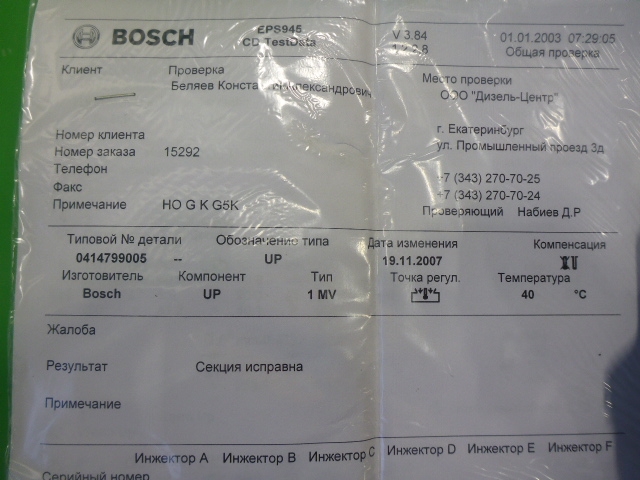 BOSCH EPS945 V 3.84 01.01.2003 07:29:05
CD TestData 1.2.2.8 Общая проверка
Клиент Проверка Место проверки
Беляев Конста Александрович ООО "Дизель-Центр"
Номер клиента г. Екатеринбург
Номер заказа 15292 ул. Промышленный проезд 3д
Телефон
Факс +7 (343) 270-70-25
+7 (343) 270-70-24
Примечание HO G K G5K Проверяющий Набиев Д.Р
Типовой № детали Обозначение типа Дата изменения Компенсация
0414799005 -- UP 19.11.2007
Изготовитель Компонент Тип Точка регул. Температура
Bosch UP 1 MV 40 °C
Жалоба
Результат Секция исправна
Примечание
Инжектор A Инжектор B Инжектор C Инжектор D Инжектор E Инжектор F
Серийный номер